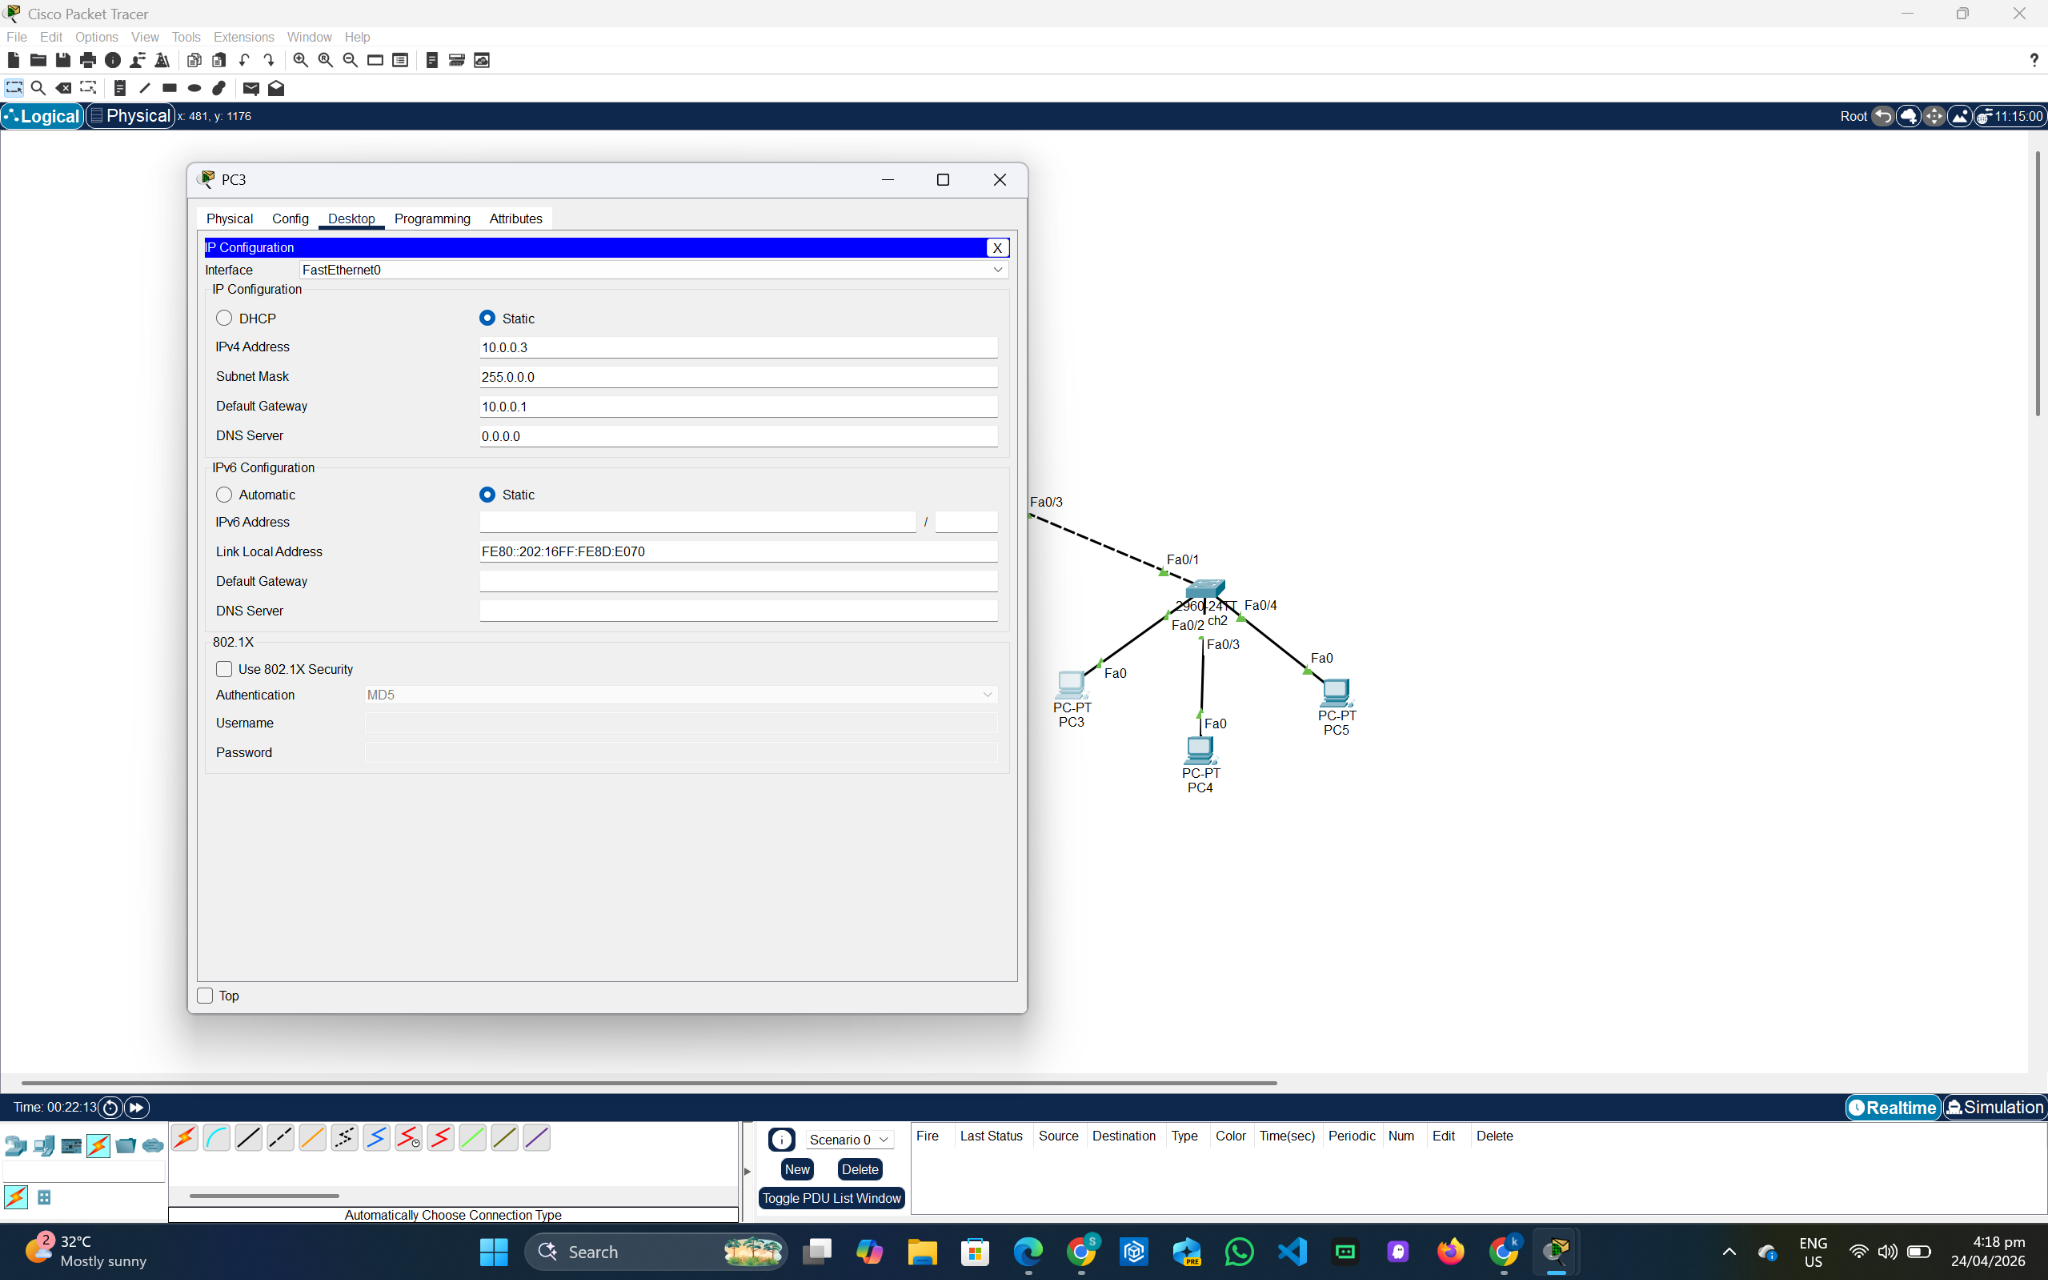 Cisco Packet Tracer
File Edit Options View Tools Extensions Window Help
?
Logical Physical x: 481, y: 1176 Root 11:15:00
PC3
Physical Config Desktop Programming Attributes
IP Configuration X
Interface FastEthernet0
IP Configuration
DHCP Static
IPv4 Address 10.0.0.3
Subnet Mask 255.0.0.0
Default Gateway 10.0.0.1
DNS Server 0.0.0.0
IPv6 Configuration
Automatic Static
IPv6 Address /
Link Local Address FE80::202:16FF:FE8D:E070
Default Gateway
DNS Server
802.1X
Use 802.1X Security
Authentication MD5
Username
Password
Top
Fa0/3
Fa0/1
2960-24TT Fa0/4
Fa0/2 ch2
Fa0/3
Fa0
Fa0
PC-PT
PC3
PC-PT
PC5
Fa0
PC-PT
PC4
Time: 00:22:13 Realtime Simulation
Scenario 0
New Delete
Toggle PDU List Window
Fire Last Status Source Destination Type Color Time(sec) Periodic Num Edit Delete
Automatically Choose Connection Type
2 32°C
Mostly sunny
Search
PRE
S
k
ENG
US
4:18 pm
24/04/2026